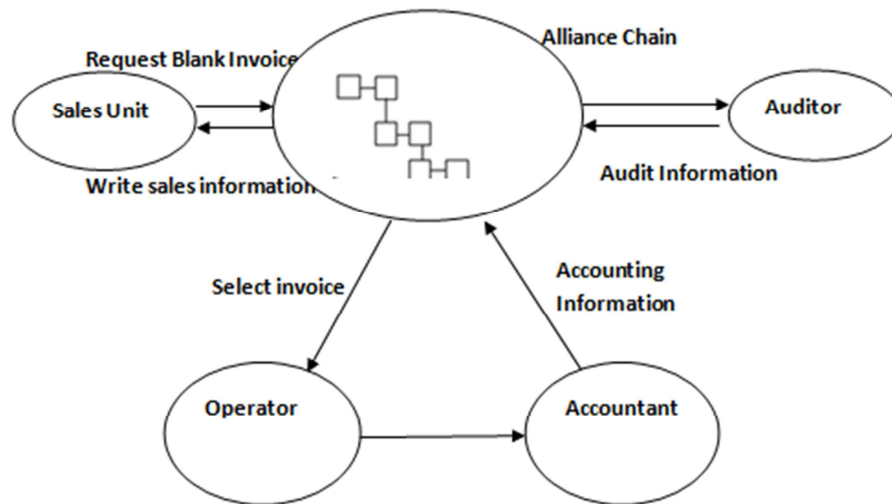 Alliance Chain
Request Blank Invoice
Sales Unit
Auditor
Write sales information
Audit Information
Select invoice
Accounting
Information
Operator
Accountant